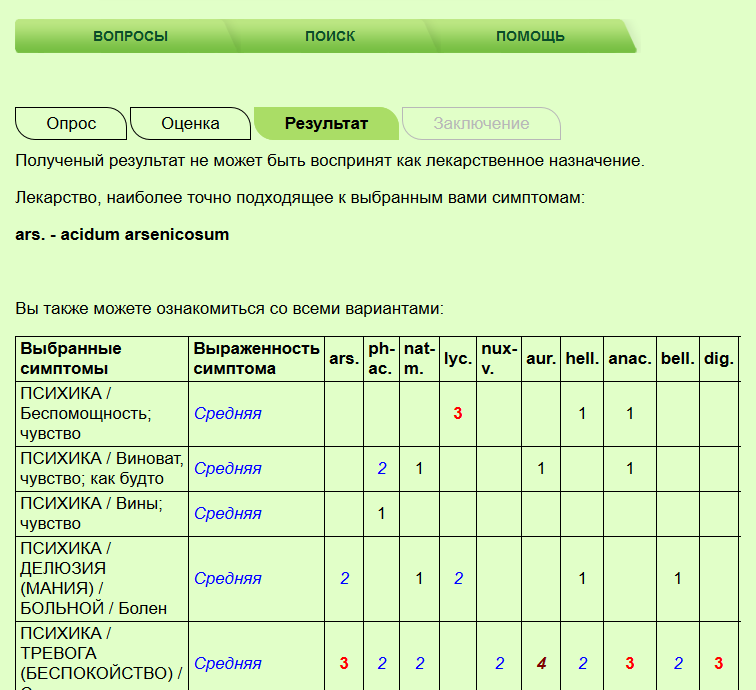 ВОПРОСЫ ПОИСК ПОМОЩЬ
Опрос Оценка Результат Заключение
Полученый результат не может быть воспринят как лекарственное назначение.
Лекарство, наиболее точно подходящее к выбранным вами симптомам:
ars. - acidum arsenicosum
Вы также можете ознакомиться со всеми вариантами:
Выбранные симптомы Выраженность симптома ars. ph-ac. nat-m. lyc. nux-v. aur. hell. anac. bell. dig.
ПСИХИКА /
Беспомощность; Средняя 3 1 1
чувство
ПСИХИКА / Виноват,
чувство; как будто Средняя 2 1 1 1
ПСИХИКА / Вины;
чувство Средняя 1
ПСИХИКА /
ДЕЛЮЗИЯ
(МАНИЯ) / Средняя 2 1 2 1 1
БОЛЬНОЙ / Болен
ПСИХИКА /
ТРЕВОГА
(БЕСПОКОЙСТВО) / Средняя 3 2 2 2 4 2 3 2 3